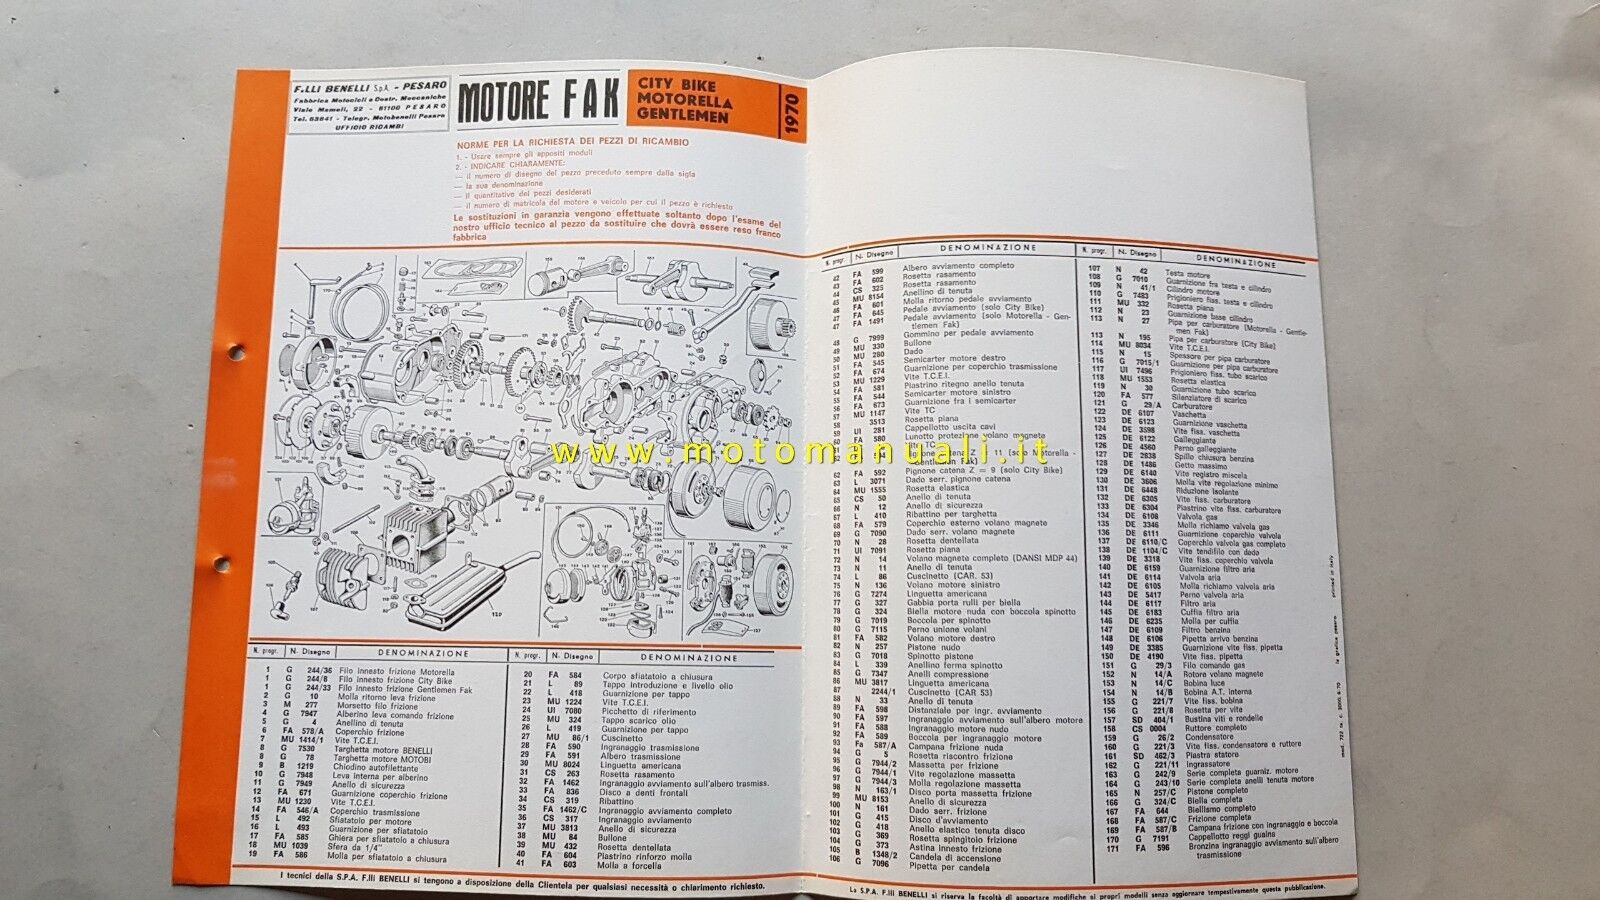 F.LLI BENELLI S.p.A. - PESARO
Fabbrica Motocicli e Costr. Meccaniche
Viale Mameli, 22 - 61100 PESARO
Tel. 63841 - Telegr. Motobenelli Pesaro
UFFICIO RICAMBI
MOTORE FAK
CITY BIKE
MOTORELLA
GENTLEMEN
1970
NORME PER LA RICHIESTA DEI PEZZI DI RICAMBIO
1. - Usare sempre gli appositi moduli
2. - INDICARE CHIARAMENTE:
— il numero di disegno del pezzo preceduto sempre dalla sigla
— la sua denominazione
— il quantitativo dei pezzi desiderati
— il numero di matricola del motore e veicolo per cui il pezzo è richiesto
Le sostituzioni in garanzia vengono effettuate soltanto dopo l'esame del
nostro ufficio tecnico al pezzo da sostituire che dovrà essere reso franco
fabbrica
www.motomanuali.it
N. progr. N. Disegno DENOMINAZIONE
1 G 244/36 Filo innesto frizione Motorella
1 G 244/8 Filo innesto frizione City Bike
1 G 244/33 Filo innesto frizione Gentlemen Fak
2 G 10 Molla ritorno leva frizione
3 M 277 Morsetto filo frizione
4 G 7947 Alberino leva comando frizione
5 G 4 Anellino di tenuta
6 FA 578/A Coperchio frizione
7 MU 1414/1 Vite T.C.E.I.
8 G 7530 Targhetta motore BENELLI
8 G 78 Targhetta motore MOTOBI
9 B 1219 Chiodino autofilettante
10 G 7948 Leva interna per alberino
11 G 7949 Anello di sicurezza
12 FA 671 Guarnizione coperchio frizione
13 MU 1230 Vite T.C.E.I.
14 FA 546/A Coperchio trasmissione
15 L 492 Sfiatatoio per motore
16 L 493 Guarnizione per sfiatatoio
17 FA 585 Ghiera per sfiatatoio a chiusura
18 MU 1039 Sfera da 1/4"
19 FA 586 Molla per sfiatatoio a chiusura
N. progr. N. Disegno DENOMINAZIONE
20 FA 584 Corpo sfiatatoio a chiusura
21 L 89 Tappo introduzione e livello olio
22 L 418 Guarnizione per tappo
23 MU 1224 Vite T.C.E.I.
24 UI 7080 Picchetto di riferimento
25 MU 324 Tappo scarico olio
26 L 419 Guarnizione per tappo
27 MU 86/1 Cuscinetto
28 FA 590 Ingranaggio trasmissione
29 FA 591 Albero trasmissione
30 MU 8024 Linguetta americana
31 CS 263 Rosetta rasamento
32 FA 1462 Ingranaggio avviamento sull'albero trasmiss.
33 FA 836 Disco a denti frontali
34 CS 319 Ribattino
35 FA 1462/C Ingranaggio avviamento completo
36 CS 317 Ingranaggio avviamento
37 MU 3813 Anello di sicurezza
38 MU 84 Bullone
39 MU 432 Rosetta dentellata
40 FA 604 Piastrino rinforzo molla
41 FA 603 Molla a forcella
I tecnici della S.P.A. F.lli BENELLI si tengono a disposizione della Clientela per qualsiasi necessità o chiarimento richiesto.
N. progr. N. Disegno DENOMINAZIONE
42 FA 599 Albero avviamento completo
43 FA 602 Rosetta rasamento
44 CS 325 Anellino di tenuta
45 MU 8154 Molla ritorno pedale avviamento
46 FA 601 Pedale avviamento (solo City Bike)
47 FA 1491 Pedale avviamento (solo Motorella - Gentlemen Fak)
Gommino per pedale avviamento
48 G 7999 Bullone
49 MU 330 Dado
50 MU 280 Semicarter motore destro
51 FA 545 Guarnizione per coperchio trasmissione
52 FA 674 Vite T.C.E.I.
53 MU 1229 Piastrino ritegno anello tenuta
54 FA 581 Semicarter motore sinistro
55 FA 544 Guarnizione fra i semicarter
56 FA 673 Vite TC
57 MU 1147 Rosetta piana
58 3513 Cappellotto uscita cavi
59 UI 281 Lunotto protezione volano magnete
60 FA 580
Pignone catena Z = 11 (solo Motorella - Gentlemen Fak)
62 FA 592 Pignone catena Z = 9 (solo City Bike)
63 L 3071 Dado serr. pignone catena
64 MU 1555 Rosetta elastica
65 CS 50 Anello di tenuta
66 N 12 Anello di sicurezza
67 L 410 Ribattini per targhetta
68 FA 579 Coperchio esterno volano magnete
69 G 7090 Dado serr. volano magnete
70 N 28 Rosetta dentellata
71 UI 7091 Rosetta piana
72 N 14 Volano magnete completo (DANSI MDP 44)
73 N 11 Anello di tenuta
74 L 86 Cuscinetto (CAR. 53)
75 N 136 Volano motore sinistro
76 G 7274 Linguetta americana
77 G 327 Gabbia porta rulli per biella
78 G 324 Biella motore nuda con boccola spinotto
79 G 7019 Boccola per spinotto
80 G 7115 Perno unione volani
81 FA 582 Volano motore destro
82 N 257 Pistone nudo
83 G 7018 Spinotto pistone
84 L 339 Anellino ferma spinotto
85 G 7347 Anelli compressione
86 MU 3817 Linguetta americana
87 2244/1 Cuscinetto (CAR 53)
88 N 33 Anello di tenuta
89 FA 598 Distanziale per ingr. avviamento
90 FA 597 Ingranaggio avviamento sull'albero motore
91 FA 588 Ingranaggio motore nudo
92 FA 589 Boccola per ingranaggio motore
93 Fa 587/A Campana frizione nuda
94 G 5 Rosetta riscontro frizione
95 G 7944/2 Massetta per frizione
96 G 7944/1 Vite regolazione massetta
97 G 7944/3 Molla regolazione massetta
98 N 163/1 Disco porta massetta frizione
99 MU 8153 Anello di sicurezza
100 N 161 Dado serr. frizione
101 G 415 Disco d'avviamento
102 G 418 Anello elastico tenuta disco
103 G 369 Rosetta spingitoio frizione
104 G 373 Astina innesto frizione
105 B 1348/2 Candela di accensione
106 G 7096 Pipetta per candela
N. progr. N. Disegno DENOMINAZIONE
107 N 42 Testa motore
108 G 7010 Guarnizione fra testa e cilindro
109 N 41/1 Cilindro motore
110 G 7483 Prigioniero fiss. testa e cilindro
111 MU 332 Rosetta piana
112 N 23 Guarnizione base cilindro
113 N 27 Pipa per carburatore (Motorella - Gentlemen Fak)
113 N 195 Pipa per carburatore (City Bike)
114 MU 8034 Vite T.C.E.I.
115 N 15 Spessore per pipa carburatore
116 G 7015/1 Guarnizione per pipa carburatore
117 UI 7496 Prigioniero fiss. tubo scarico
118 MU 1553 Rosetta elastica
119 N 30 Guarnizione tubo scarico
120 FA 577 Silenziatore di scarico
121 G 29/A Carburatore
122 DE 6107 Vaschetta
123 DE 6123 Guarnizione vaschetta
124 DE 3598 Vite fiss. vaschetta
125 DE 6122 Galleggiante
126 DE 4560 Perno galleggiante
127 DE 2838 Spillo chiusura benzina
128 DE 1486 Getto massimo
129 DE 6140 Vite registro miscela
130 DE 3606 Molla vite regolazione minimo
131 DE 6448 Riduzione isolante
132 DE 6305 Vite fiss. carburatore
133 DE 6304 Piastrino vite fiss. carburatore
134 DE 6108 Valvola gas
135 DE 3346 Molla richiamo valvola gas
136 DE 6111 Guarnizione coperchio valvola
137 DE 6110/C Coperchio valvola gas completo
138 DE 1104/C Vite tendifilo con dado
139 DE 3318 Vite fiss. coperchio valvola
140 DE 6159 Guarnizione filtro aria
141 DE 6114 Valvola aria
142 DE 6105 Molla richiamo valvola aria
143 DE 5417 Perno valvola aria
144 DE 6117 Filtro aria
145 DE 6183 Cuffia filtro aria
146 DE 6235 Molla per cuffia
147 DE 6109 Filtro benzina
148 DE 6106 Pipetta arrivo benzina
149 DE 3385 Guarnizione vite fiss. pipetta
150 DE 4190 Vite fiss. pipetta
151 G 29/3 Filo comando gas
152 N 14/A Rotore volano magnete
153 N 14/C Bobina luce
154 N 14/B Bobina A.T. interna
155 G 221/7 Vite fiss. bobina
156 G 221/8 Rosetta per vite
157 SD 404/1 Bustina viti e rondelle
158 CS 0004 Ruttore completo
159 G 26/2 Condensatore
160 G 221/3 Vite fiss. condensatore e ruttore
161 SD 462/3 Piastra statore
162 G 221/11 Ingrassatore
163 G 242/9 Serie completa guarniz. motore
164 G 243/10 Serie completa anelli tenuta motore
165 N 257/C Pistone completo
166 G 324/C Biella completa
167 FA 644 Biellismo completo
168 FA 587/C Frizione completa
169 FA 587/B Campana frizione con ingranaggio e boccola
170 G 7191 Cappellotto reggi guaina
171 FA 596 Bronzina ingranaggio avviamento sull'albero trasmissione
La S.P.A. F.lli BENELLI si riserva la facoltà di apportare modifiche ai propri modelli senza aggiornare tempestivamente questa pubblicazione.
printed in italy
la grafica pesaro